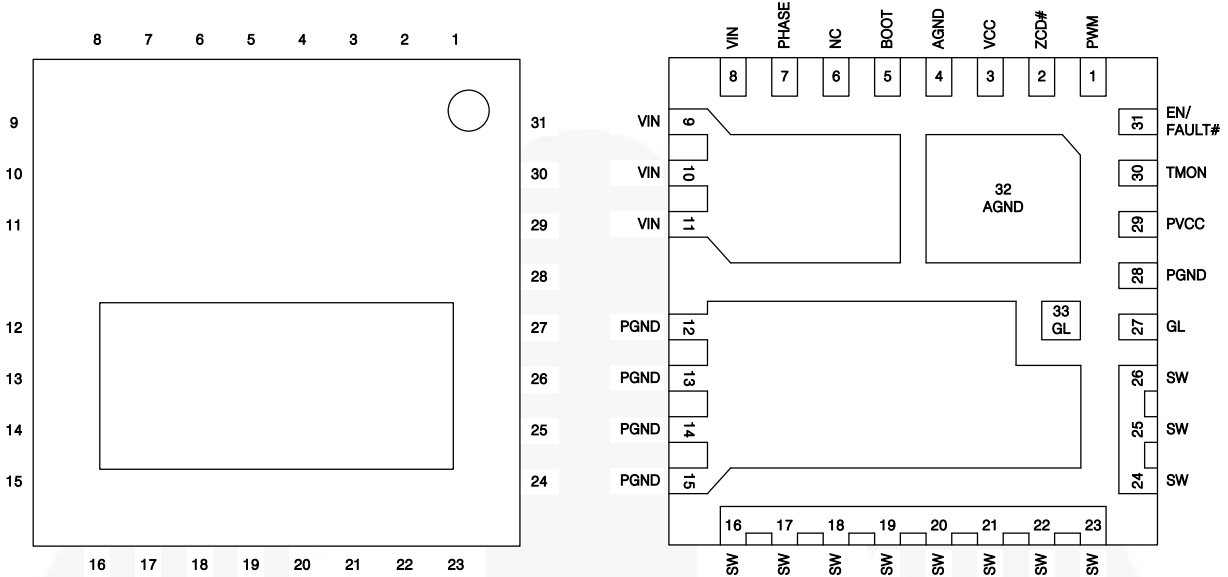 8 7 6 5 4 3 2 1
9
10
11
12
13
14
15
31
30
29
28
27
26
25
24
16 17 18 19 20 21 22 23
VIN PHASE NC BOOT AGND VCC ZCD# PWM
8 7 6 5 4 3 2 1
VIN 9
VIN 10
VIN 11
PGND 12
PGND 13
PGND 14
PGND 15
32
AGND
33
GL
31 EN/
FAULT#
30 TMON
29 PVCC
28 PGND
27 GL
26 SW
25 SW
24 SW
16 17 18 19 20 21 22 23
SW SW SW SW SW SW SW SW